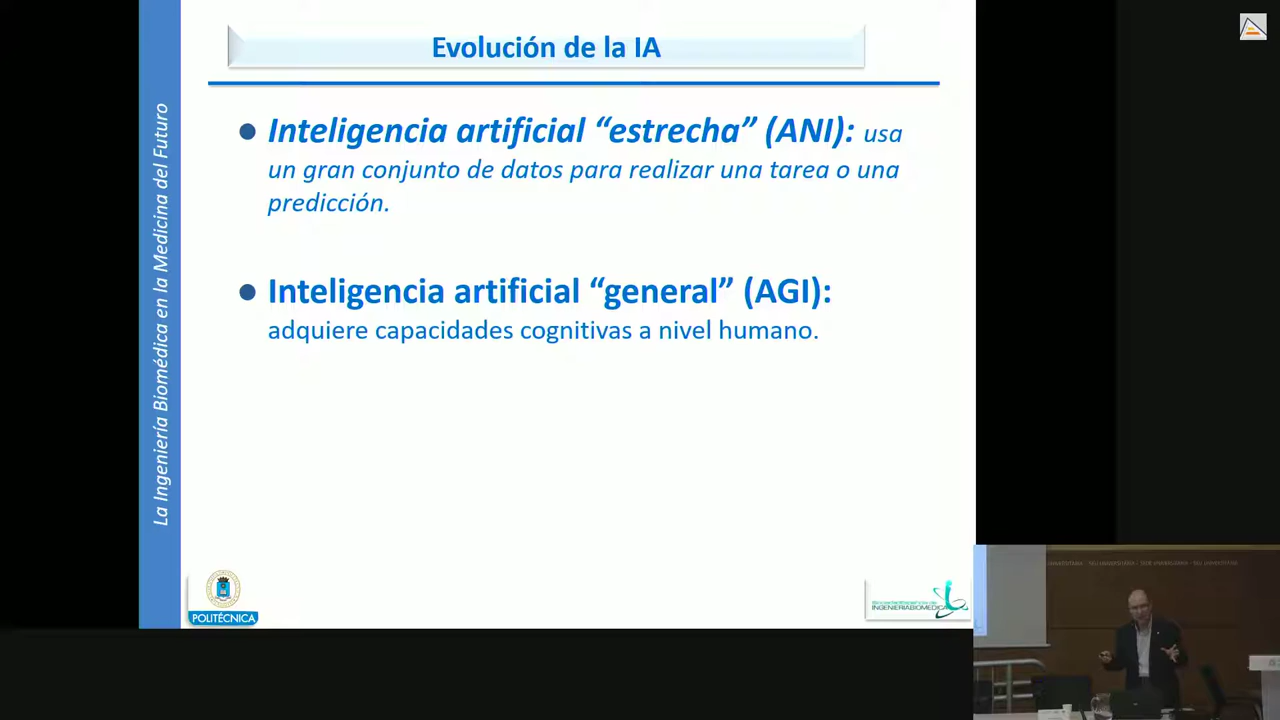 Evolución de la IA
La Ingeniería Biomédica en la Medicina del Futuro
● Inteligencia artificial “estrecha” (ANI): usa
un gran conjunto de datos para realizar una tarea o una
predicción.
● Inteligencia artificial “general” (AGI):
adquiere capacidades cognitivas a nivel humano.
POLITÉCNICA
INGENIERIABIOMEDICA